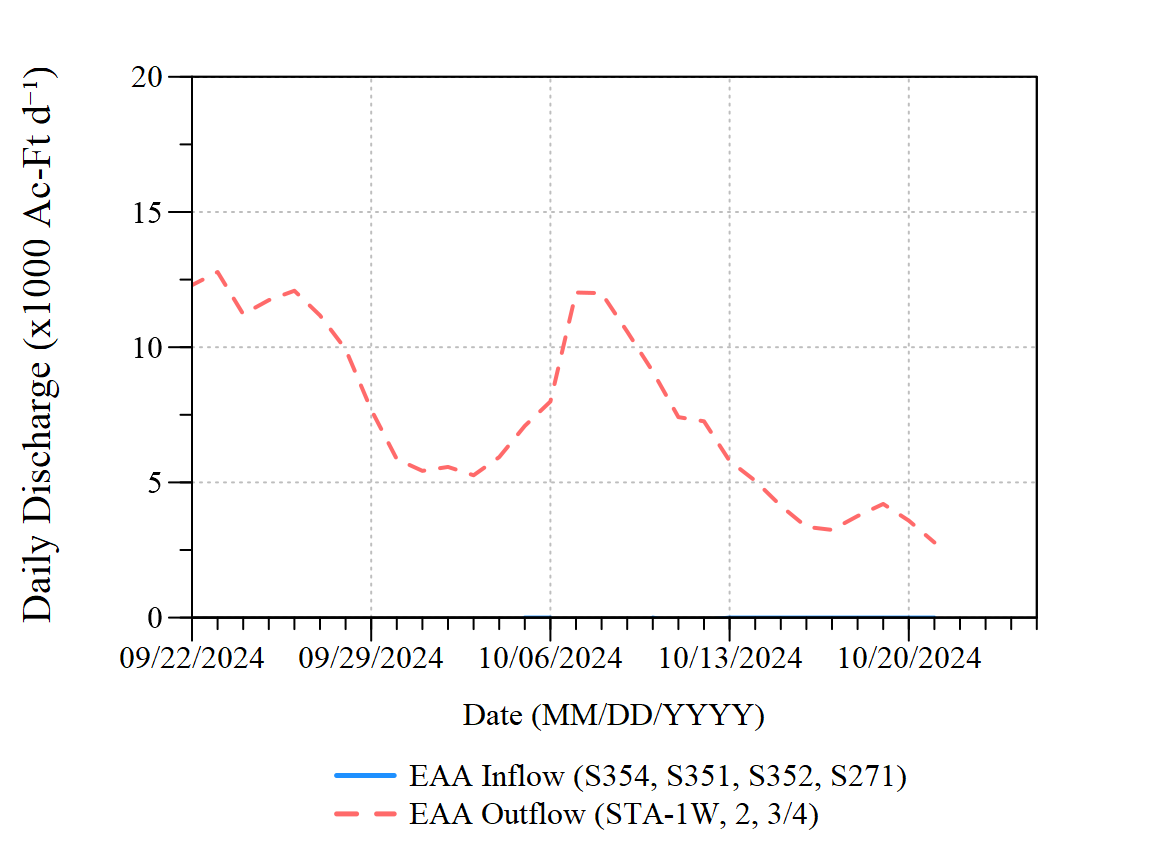 Daily Discharge (x1000 Ac-Ft d⁻¹)
20
15
10
5
0
09/22/2024 09/29/2024 10/06/2024 10/13/2024 10/20/2024
Date (MM/DD/YYYY)
EAA Inflow (S354, S351, S352, S271)
EAA Outflow (STA-1W, 2, 3/4)